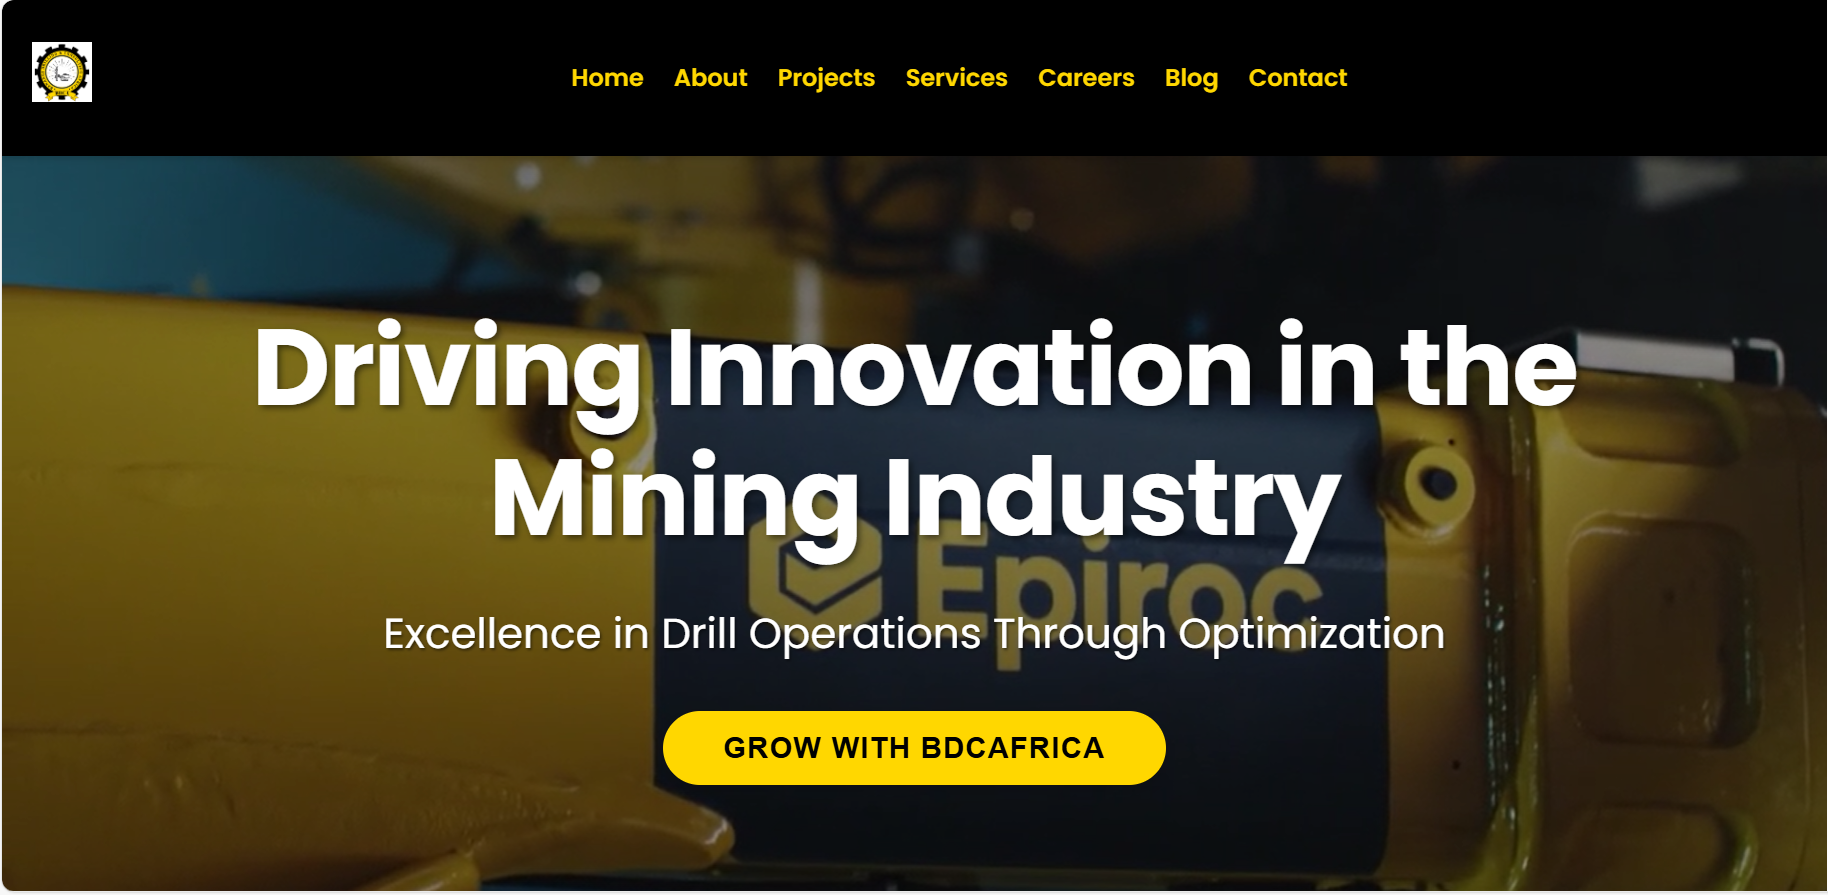 Home About Projects Services Careers Blog Contact
Driving Innovation in the
Mining Industry
Epiroc
Excellence in Drill Operations Through Optimization
GROW WITH BDCAFRICA